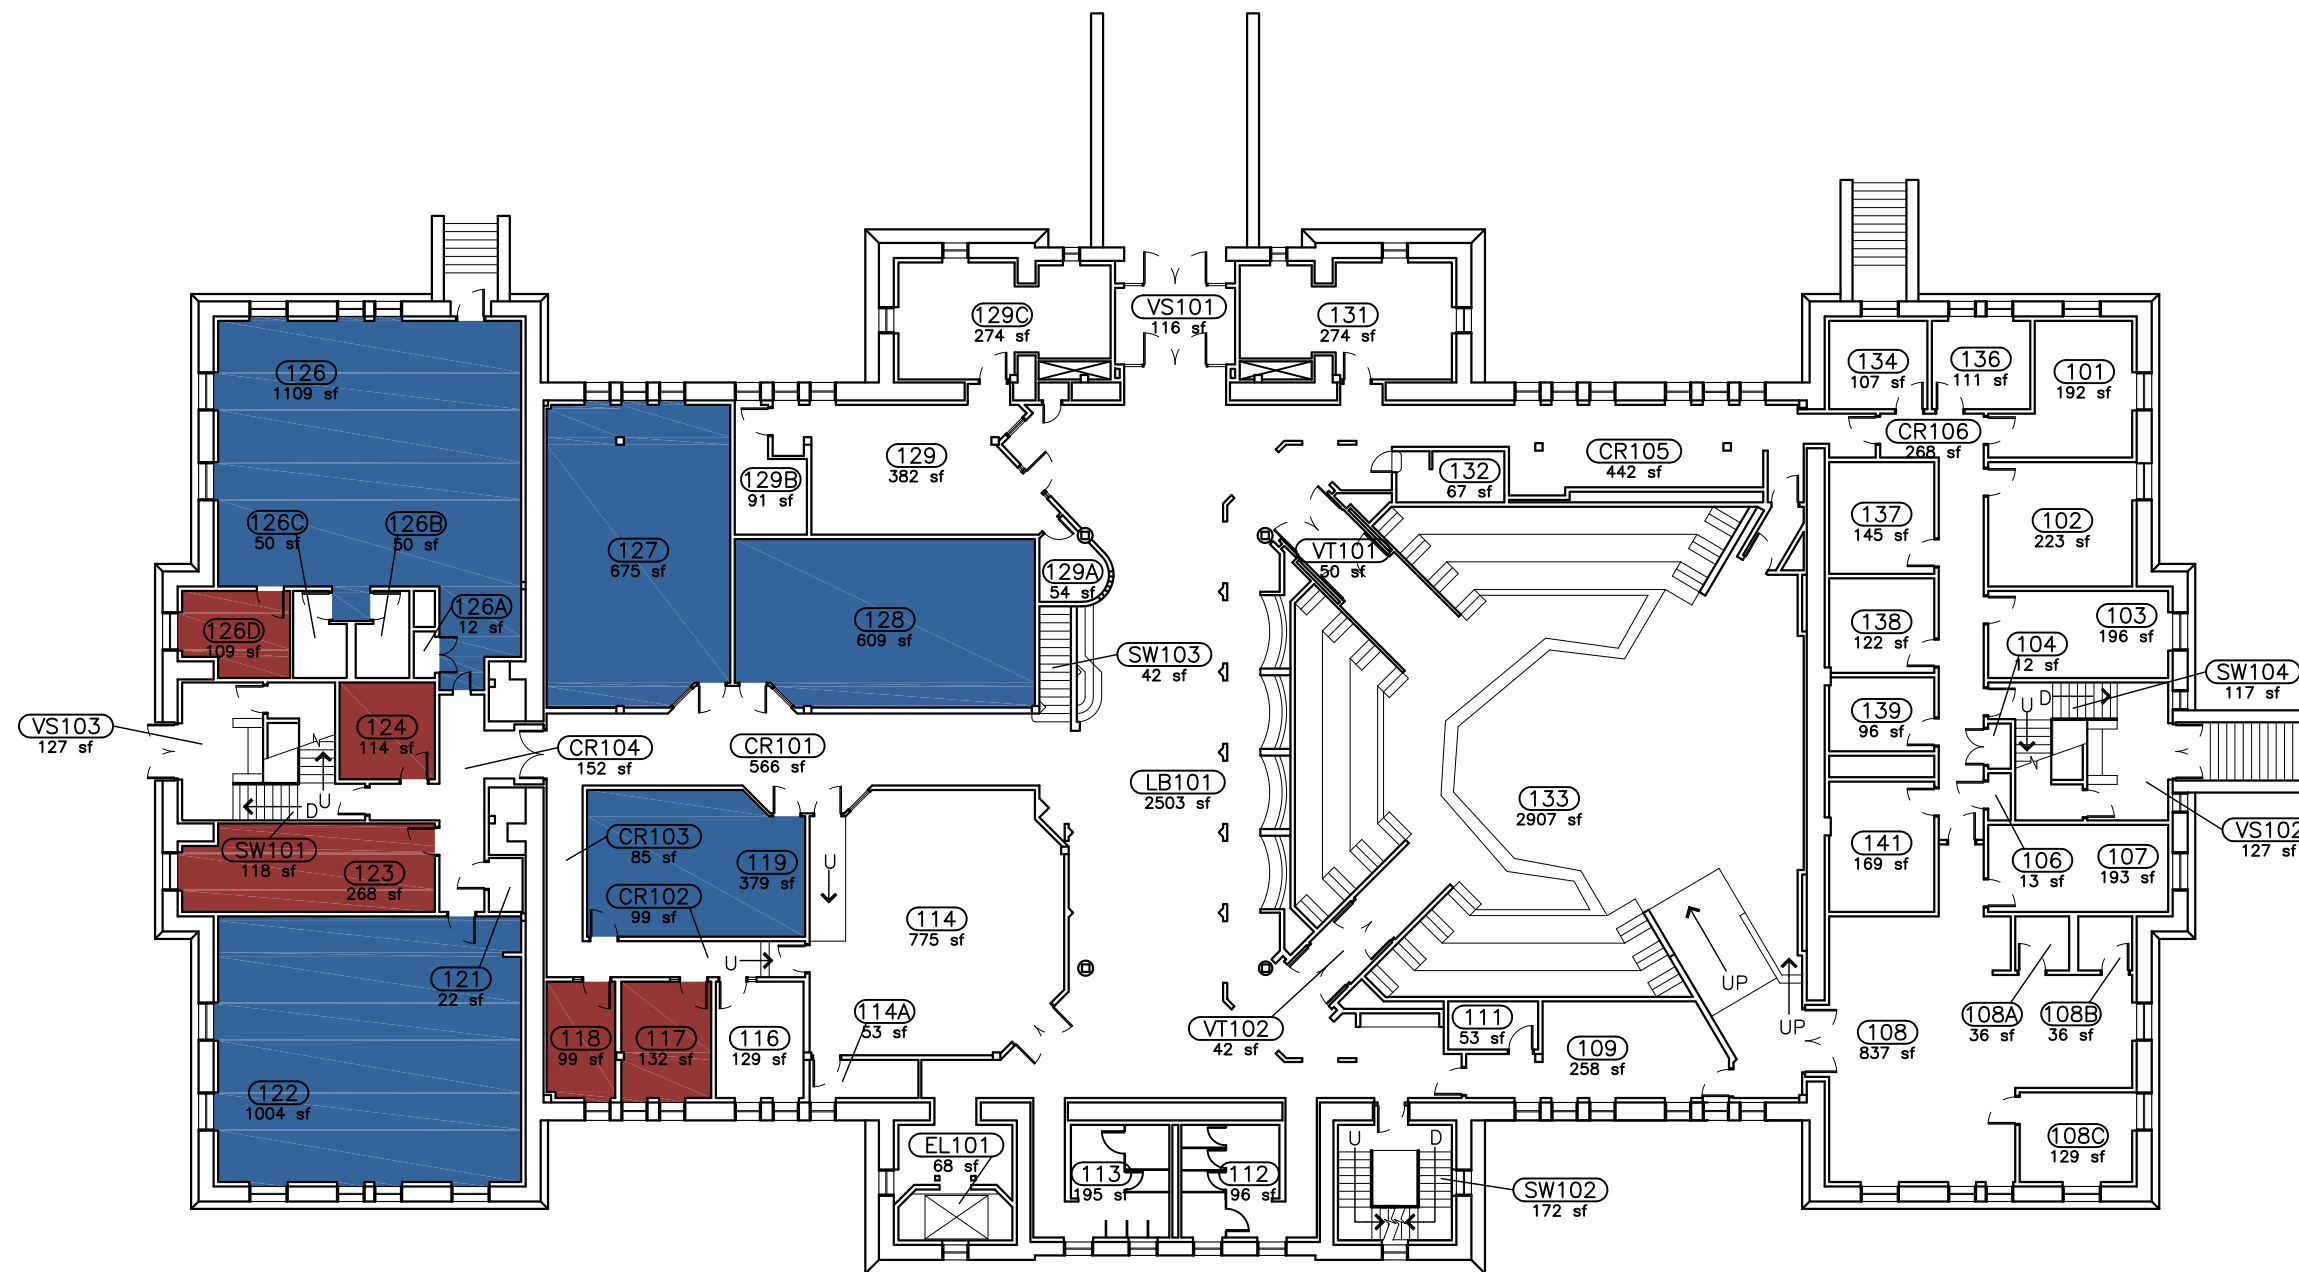 129C
274 sf
VS101
116 sf
131
274 sf
126
1109 sf
134
107 sf
136
111 sf
101
192 sf
129
382 sf
129B
91 sf
132
67 sf
CR105
442 sf
CR106
268 sf
126C
50 sf
126B
50 sf
127
675 sf
VT101
50 sf
137
145 sf
102
223 sf
126D
109 sf
126A
12 sf
128
609 sf
129A
54 sf
138
122 sf
103
196 sf
104
12 sf
SW103
42 sf
SW104
117 sf
D
U
VS103
127 sf
124
114 sf
CR104
152 sf
CR101
566 sf
139
96 sf
LB101
2503 sf
133
2907 sf
U
D
SW101
118 sf
123
268 sf
CR103
85 sf
119
379 sf
U
CR102
99 sf
141
169 sf
106
13 sf
107
193 sf
VS102
127 sf
114
775 sf
121
22 sf
U
UP
UP
118
99 sf
117
132 sf
116
129 sf
114A
53 sf
VT102
42 sf
111
53 sf
109
258 sf
108
837 sf
108A
36 sf
108B
36 sf
122
1004 sf
EL101
68 sf
113
195 sf
112
96 sf
U
D
SW102
172 sf
108C
129 sf